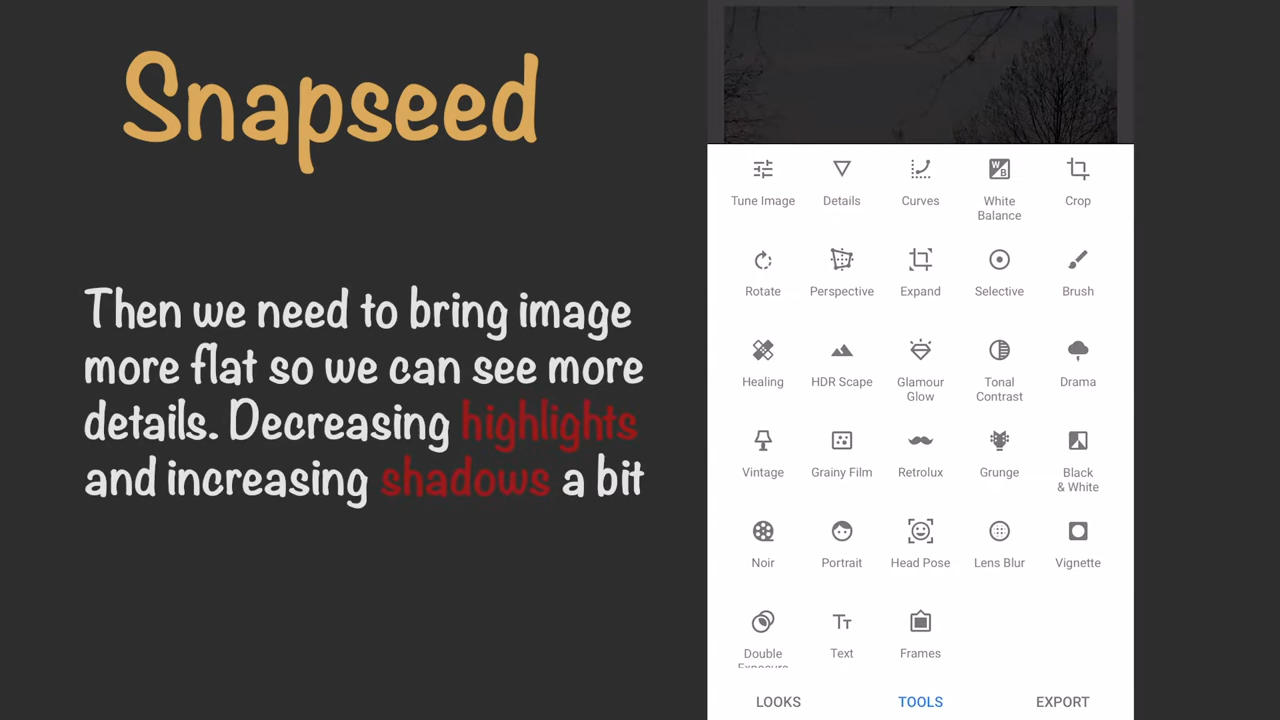 Snapseed
Then we need to bring image
more flat so we can see more
details. Decreasing highlights
and increasing shadows a bit
Tune Image
Details
Curves
White
Balance
Crop
Rotate
Perspective
Expand
Selective
Brush
Healing
HDR Scape
Glamour
Glow
Tonal
Contrast
Drama
Vintage
Grainy Film
Retrolux
Grunge
Black
& White
Noir
Portrait
Head Pose
Lens Blur
Vignette
Double
Exposure
Text
Frames
LOOKS
TOOLS
EXPORT